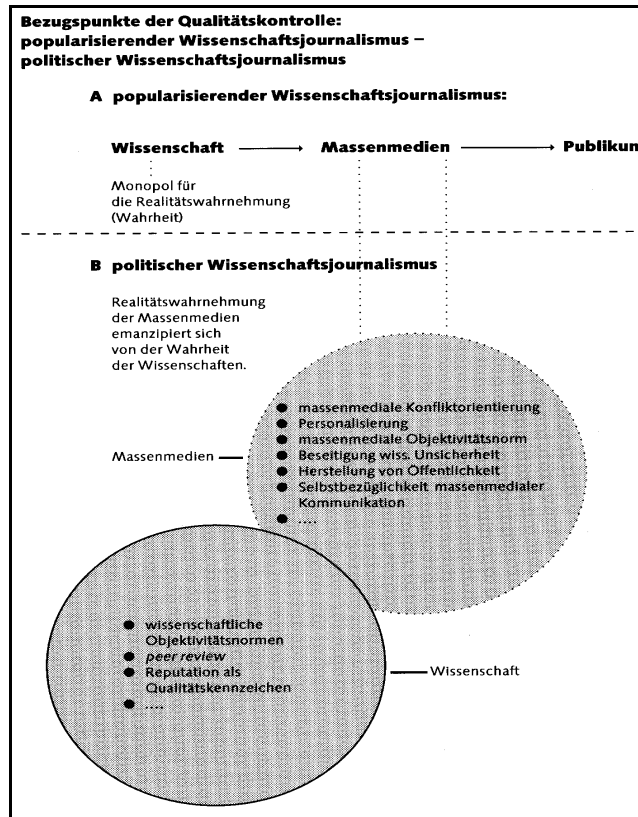 Bezugspunkte der Qualitätskontrolle:
popularisierender Wissenschaftsjournalismus –
politischer Wissenschaftsjournalismus
A popularisierender Wissenschaftsjournalismus:
Wissenschaft Massenmedien Publikum
Monopol für
die Realitätswahrnehmung
(Wahrheit)
B politischer Wissenschaftsjournalismus
Realitätswahrnehmung
der Massenmedien
emanzipiert sich
von der Wahrheit
der Wissenschaften.
● massenmediale Konfliktorientierung
● Personalisierung
● massenmediale Objektivitätsnorm
● Beseitigung wiss. Unsicherheit
● Herstellung von Öffentlichkeit
● Selbstbezüglichkeit massenmedialer
Kommunikation
● ....
Massenmedien
● wissenschaftliche
Objektivitätsnormen
● peer review
● Reputation als
Qualitätskennzeichen
● ....
Wissenschaft